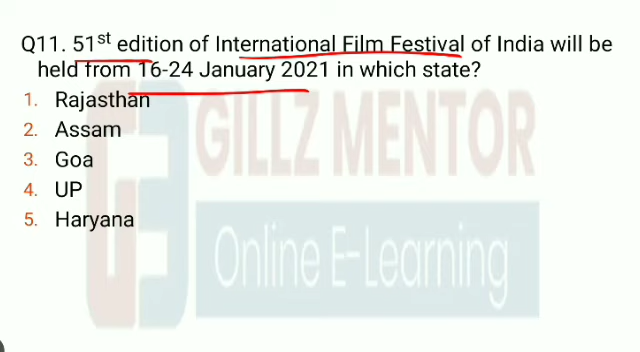 Q11. 51st edition of International Film Festival of India will be
held from 16-24 January 2021 in which state?
1. Rajasthan
2. Assam
3. Goa
4. UP
5. Haryana
GILLZ MENTOR
Online E-Learning